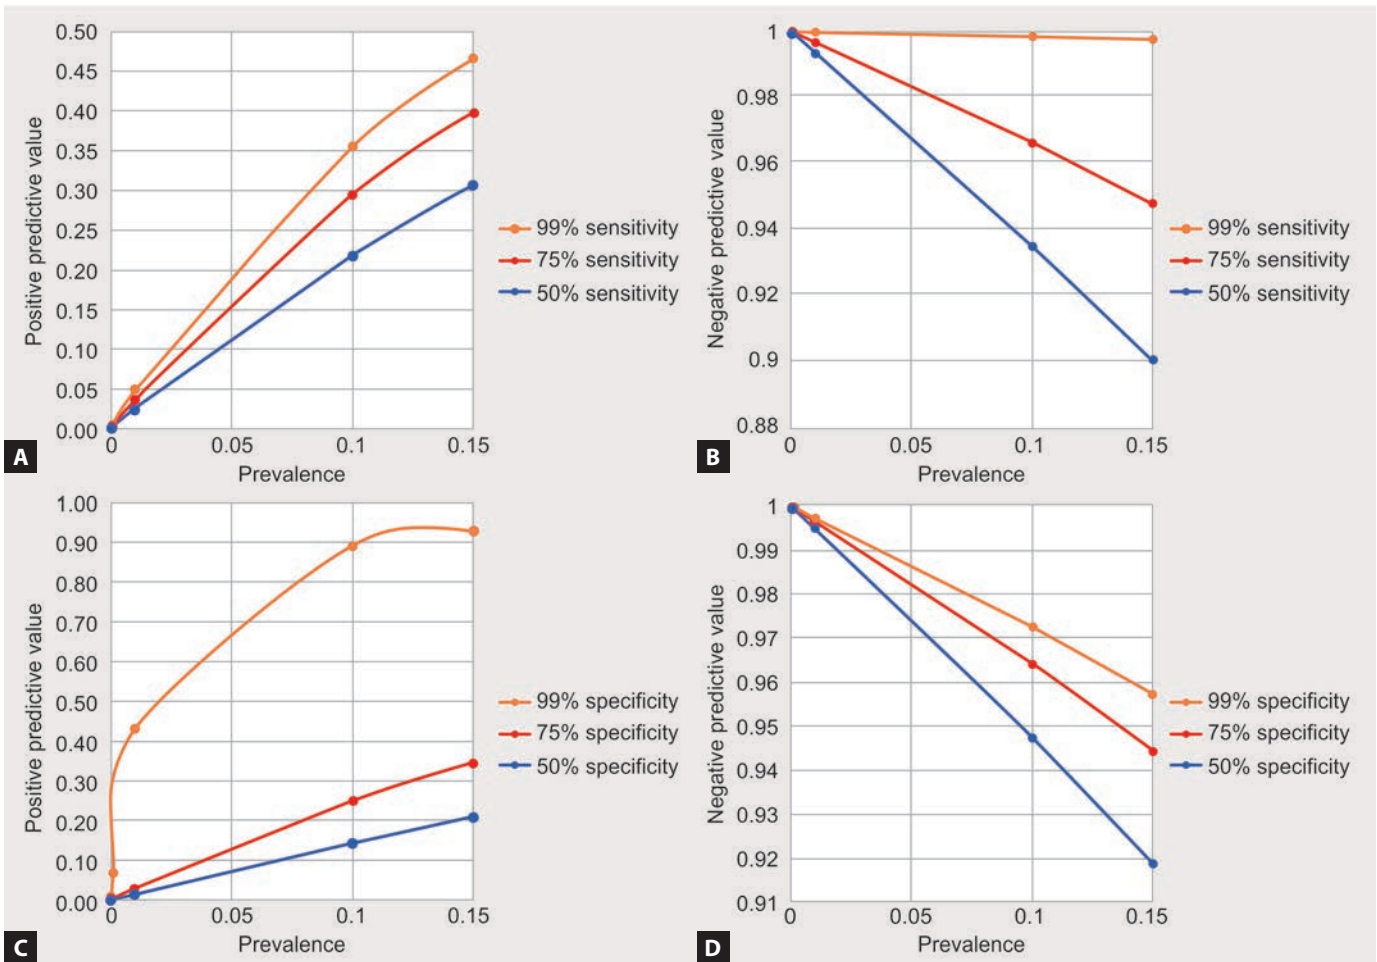 0.50
0.45
0.40
0.35
0.30
0.25
0.20
0.15
0.10
0.05
0.00
Positive predictive value
0 0.05 0.1 0.15
Prevalence
99% sensitivity
75% sensitivity
50% sensitivity
A
1
0.98
0.96
0.94
0.92
0.9
0.88
Negative predictive value
0 0.05 0.1 0.15
Prevalence
99% sensitivity
75% sensitivity
50% sensitivity
B
1.00
0.90
0.80
0.70
0.60
0.50
0.40
0.30
0.20
0.10
0.00
Positive predictive value
0 0.05 0.1 0.15
Prevalence
99% specificity
75% specificity
50% specificity
C
1
0.99
0.98
0.97
0.96
0.95
0.94
0.93
0.92
0.91
Negative predictive value
0 0.05 0.1 0.15
Prevalence
99% specificity
75% specificity
50% specificity
D